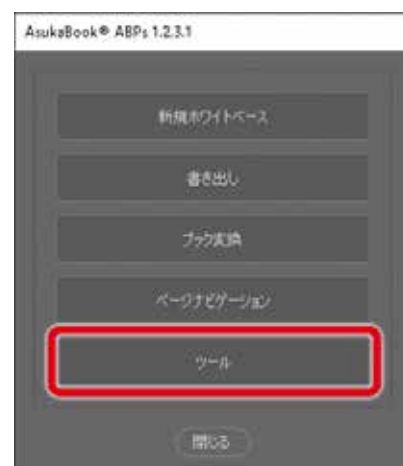 AsukaBook® ABPs 1.2.3.1
新規ホワイトベース
書き出し
ブック変換
ページナビゲーション
ツール
閉じる